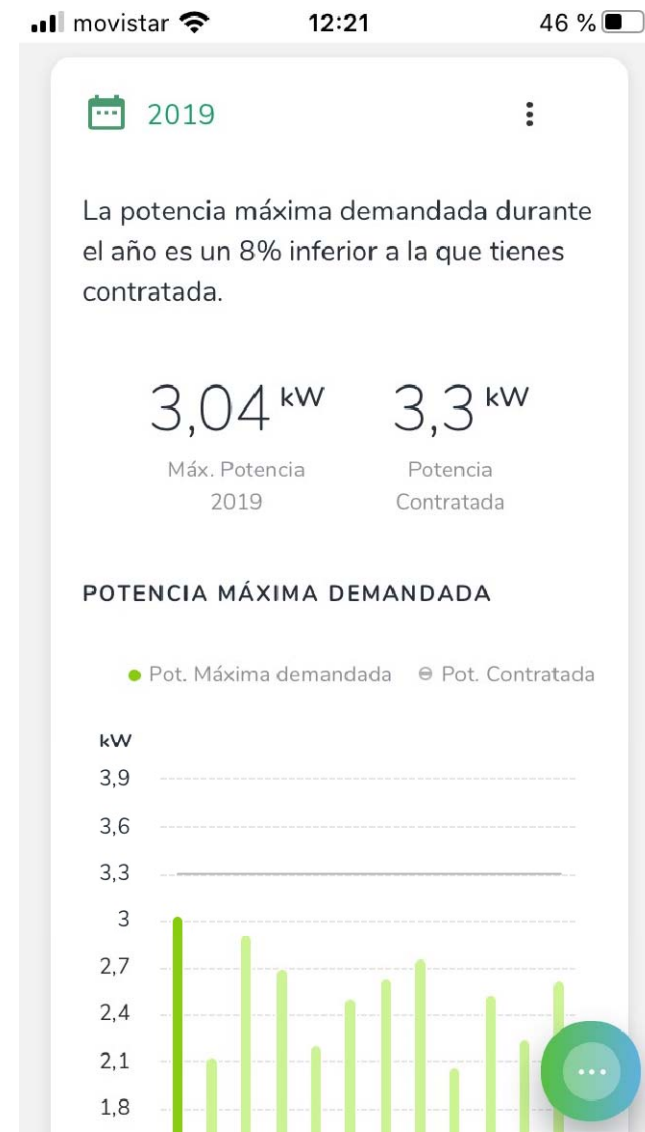 movistar 12:21 46 %
2019
La potencia máxima demandada durante
el año es un 8% inferior a la que tienes
contratada.
3,04 kW 3,3 kW
Máx. Potencia Potencia
2019 Contratada
POTENCIA MÁXIMA DEMANDADA
Pot. Máxima demandada Pot. Contratada
kW
3,9
3,6
3,3
3
2,7
2,4
2,1
1,8